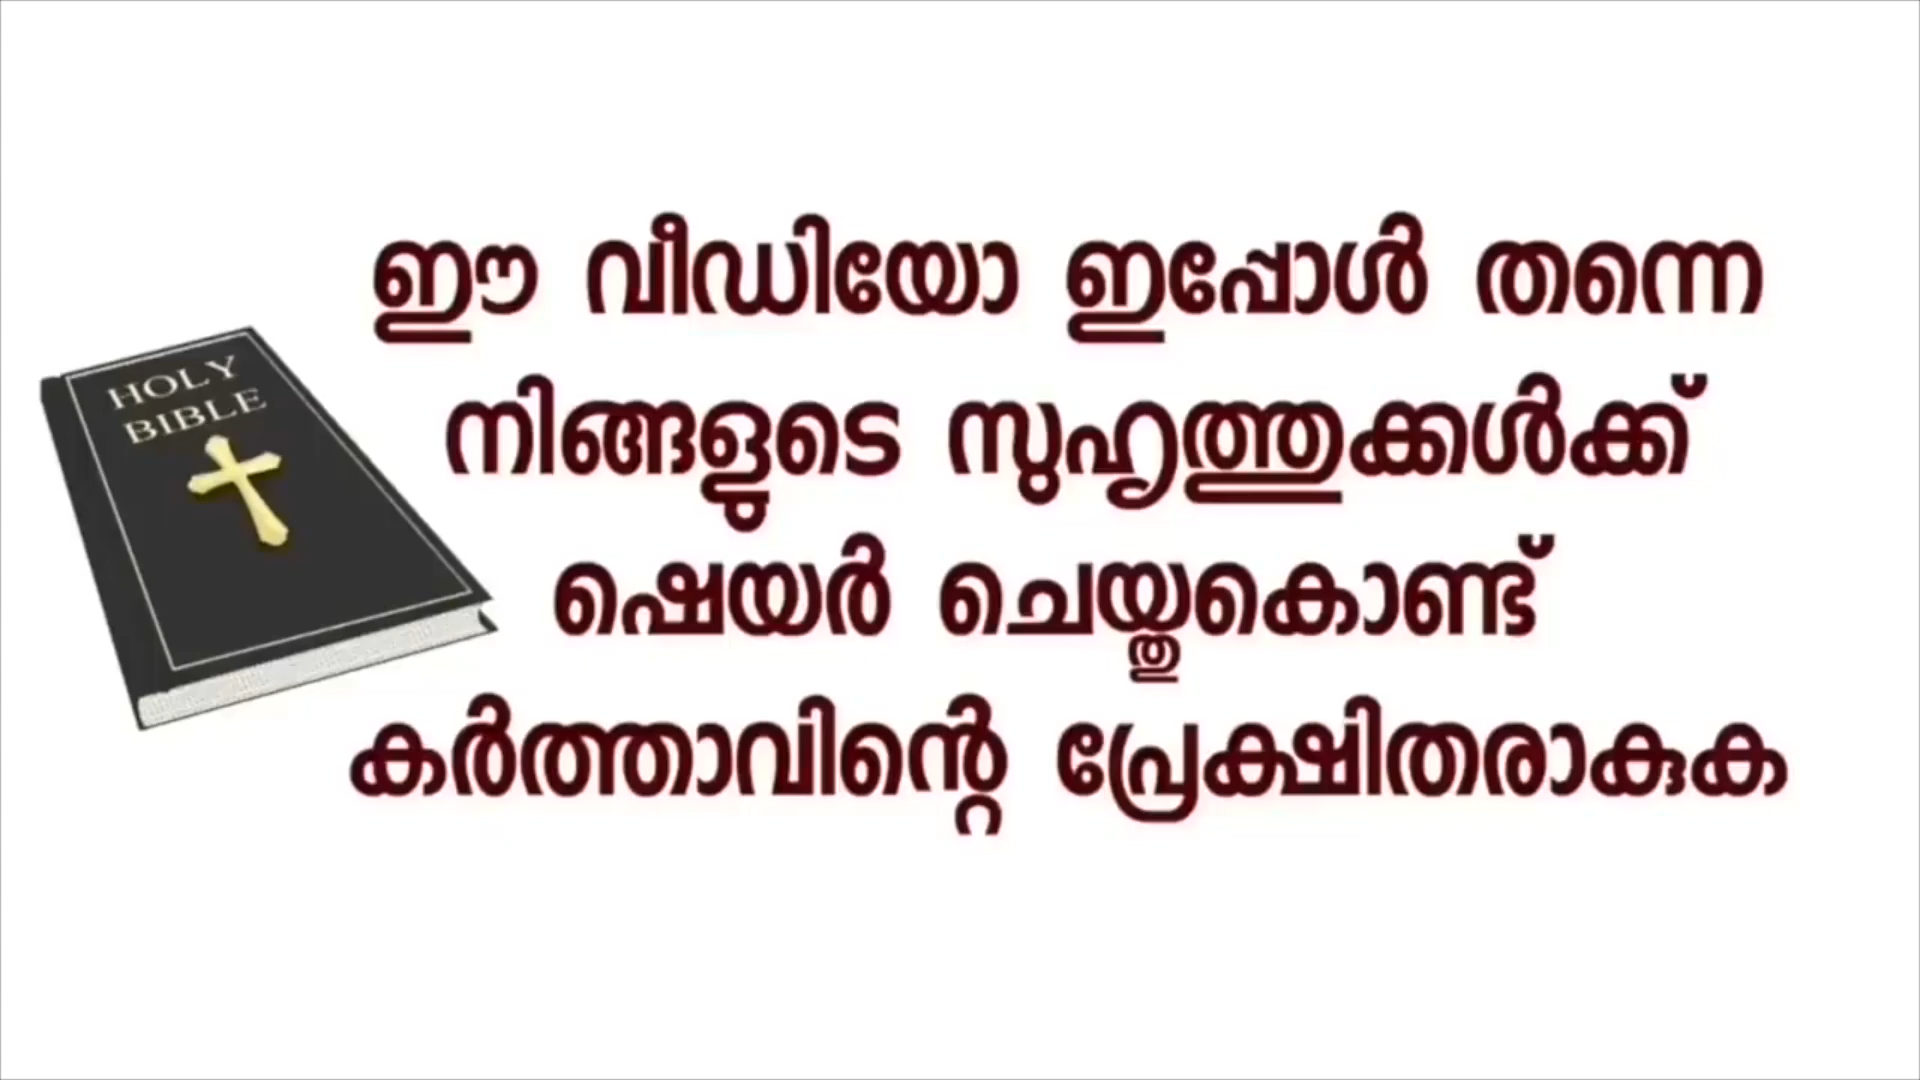 ഈ വീഡിയോ ഇപ്പോൾ തന്നെ
നിങ്ങളുടെ സുഹൃത്തുക്കൾക്ക്
ഷെയർ ചെയ്തുകൊണ്ട്
കർത്താവിന്റെ പ്രേക്ഷിതരാകുക
HOLY
BIBLE